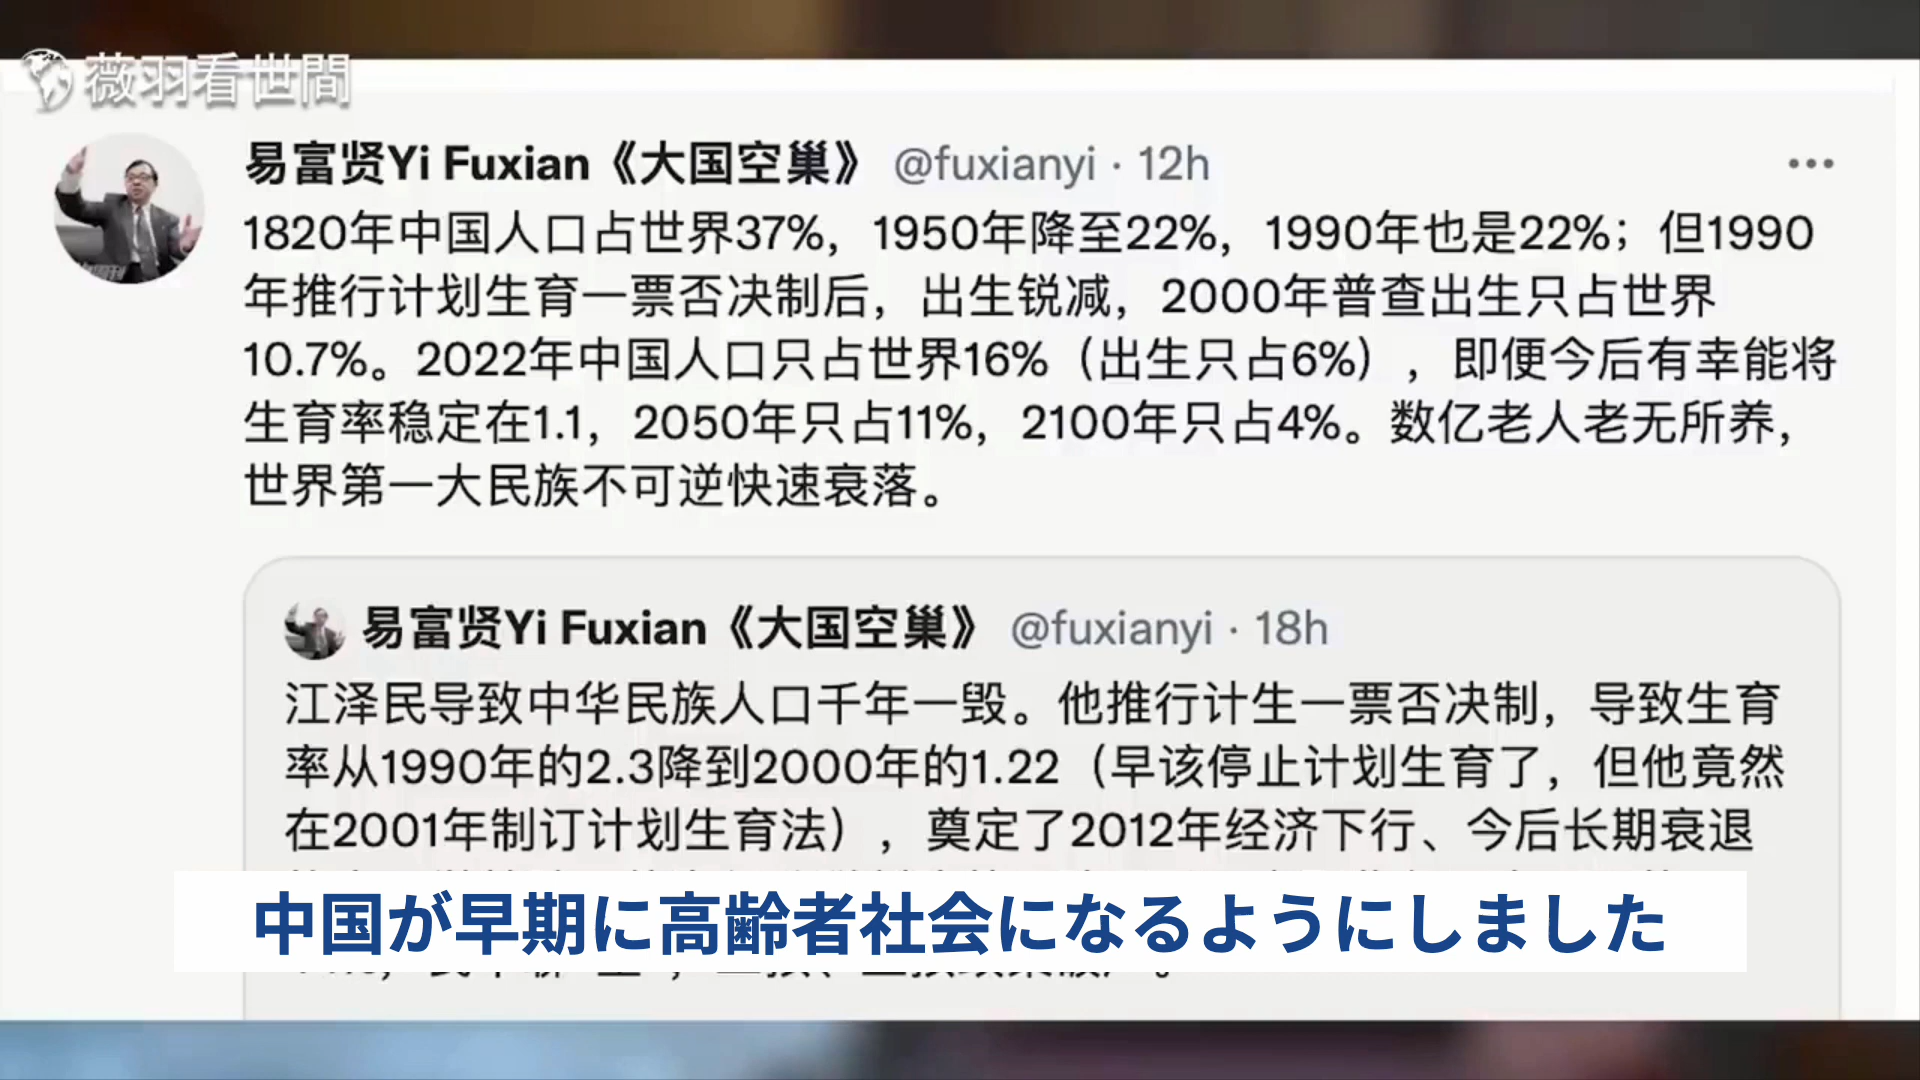 薇羽看世間
易富贤Yi Fuxian《大国空巢》 @fuxianyi · 12h
1820年中国人口占世界37%，1950年降至22%，1990年也是22%；但1990
年推行计划生育一票否决制后，出生锐减，2000年普查出生只占世界
10.7%。2022年中国人口只占世界16%（出生只占6%），即便今后有幸能将
生育率稳定在1.1，2050年只占11%，2100年只占4%。数亿老人老无所养，
世界第一大民族不可逆快速衰落。
易富贤Yi Fuxian《大国空巢》 @fuxianyi · 18h
江泽民导致中华民族人口千年一毁。他推行计生一票否决制，导致生育
率从1990年的2.3降到2000年的1.22（早该停止计划生育了，但他竟然
在2001年制订计划生育法），奠定了2012年经济下行、今后长期衰退
中国が早期に高齢者社会になるようにしました